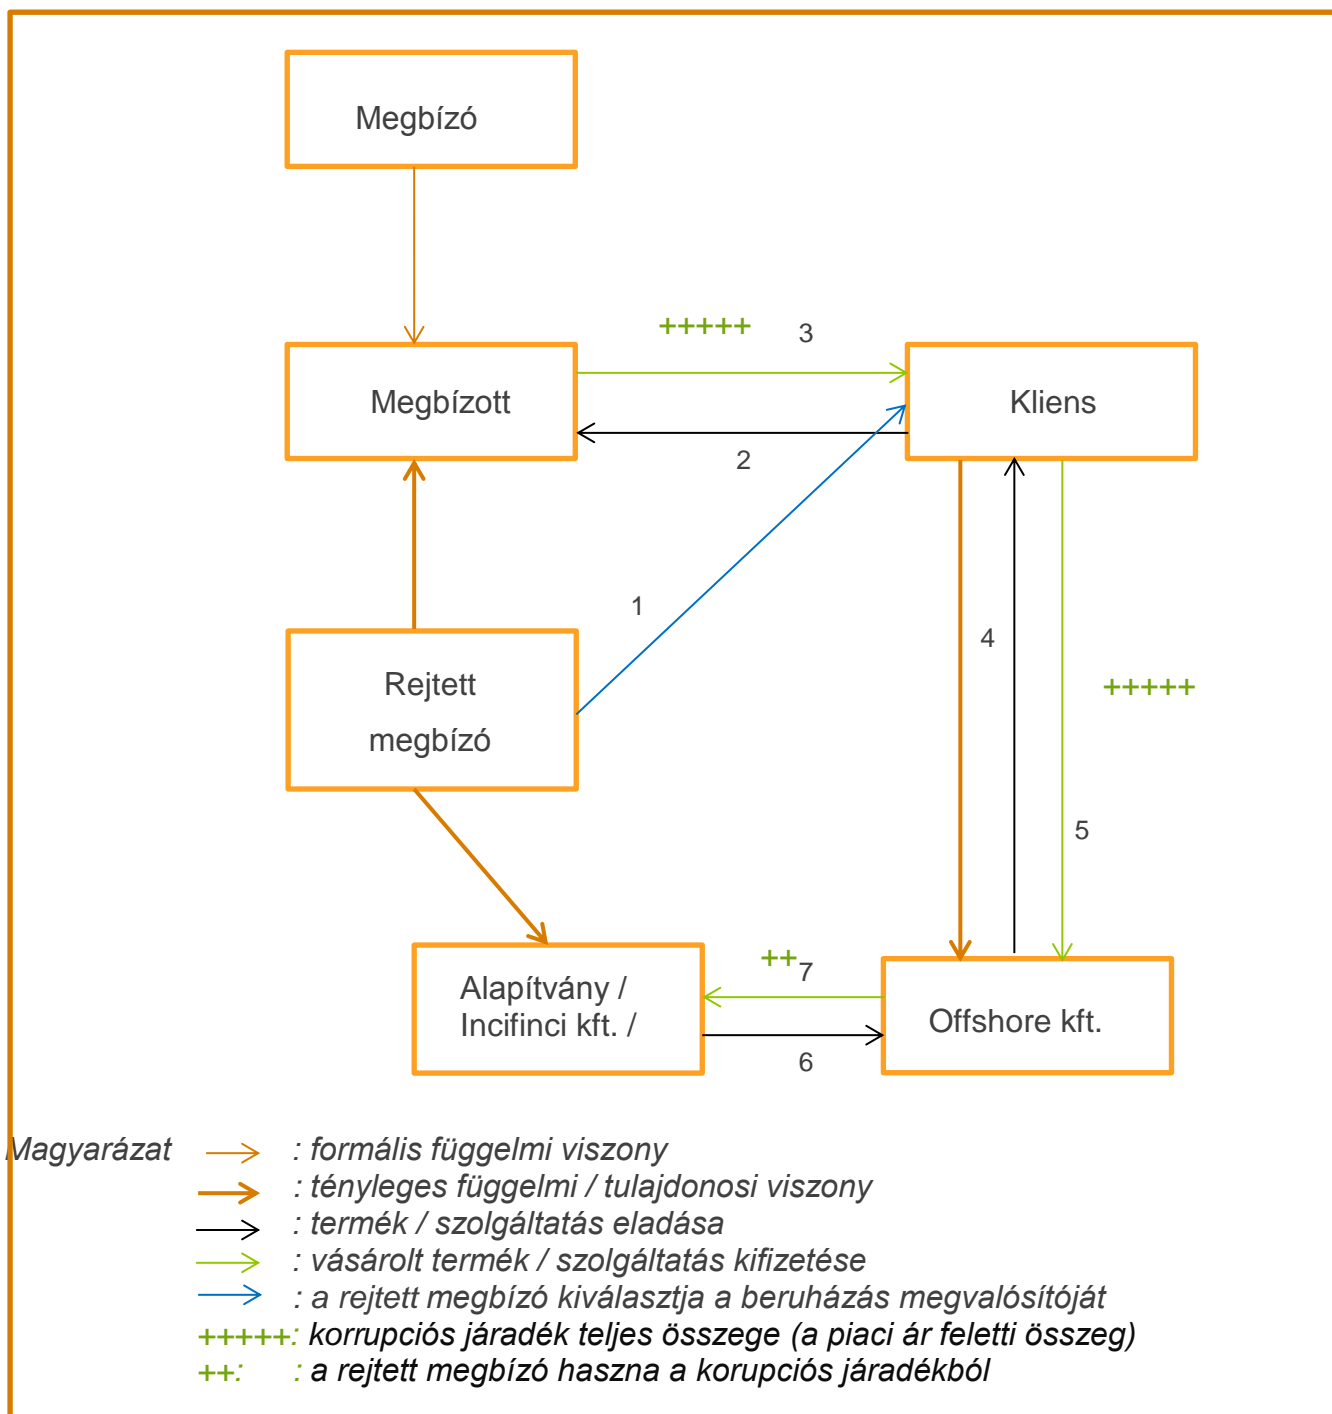 Megbízó
+++++ 3
Megbízott
Kliens
2
1
4
Rejtett
megbízó
+++++
5
++ 7
Alapítvány /
Incifinci kft. /
Offshore kft.
6
Magyarázat : formális függelmi viszony
: tényleges függelmi / tulajdonosi viszony
: termék / szolgáltatás eladása
: vásárolt termék / szolgáltatás kifizetése
: a rejtett megbízó kiválasztja a beruházás megvalósítóját
+++++: korrupciós járadék teljes összege (a piaci ár feletti összeg)
++: : a rejtett megbízó haszna a korupciós járadékból